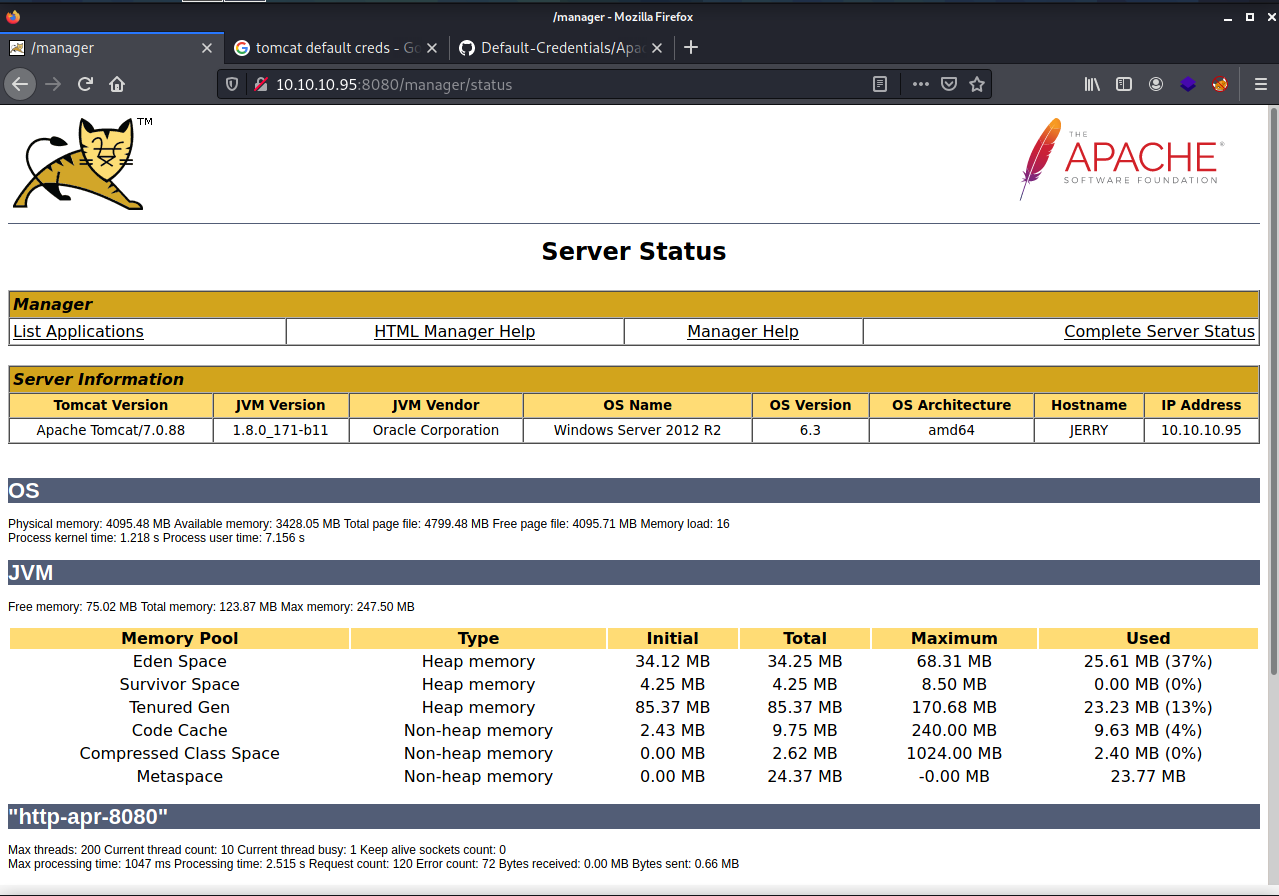 /manager - Mozilla Firefox
/manager
tomcat default creds - Go
Default-Credentials/Apa
10.10.10.95:8080/manager/status
TM
THE
APACHE®
SOFTWARE FOUNDATION
Server Status
Manager
List Applications HTML Manager Help Manager Help Complete Server Status
Server Information
Tomcat Version JVM Version JVM Vendor OS Name OS Version OS Architecture Hostname IP Address
Apache Tomcat/7.0.88 1.8.0_171-b11 Oracle Corporation Windows Server 2012 R2 6.3 amd64 JERRY 10.10.10.95
OS
Physical memory: 4095.48 MB Available memory: 3428.05 MB Total page file: 4799.48 MB Free page file: 4095.71 MB Memory load: 16
Process kernel time: 1.218 s Process user time: 7.156 s
JVM
Free memory: 75.02 MB Total memory: 123.87 MB Max memory: 247.50 MB
Memory Pool Type Initial Total Maximum Used
Eden Space Heap memory 34.12 MB 34.25 MB 68.31 MB 25.61 MB (37%)
Survivor Space Heap memory 4.25 MB 4.25 MB 8.50 MB 0.00 MB (0%)
Tenured Gen Heap memory 85.37 MB 85.37 MB 170.68 MB 23.23 MB (13%)
Code Cache Non-heap memory 2.43 MB 9.75 MB 240.00 MB 9.63 MB (4%)
Compressed Class Space Non-heap memory 0.00 MB 2.62 MB 1024.00 MB 2.40 MB (0%)
Metaspace Non-heap memory 0.00 MB 24.37 MB -0.00 MB 23.77 MB
"http-apr-8080"
Max threads: 200 Current thread count: 10 Current thread busy: 1 Keep alive sockets count: 0
Max processing time: 1047 ms Processing time: 2.515 s Request count: 120 Error count: 72 Bytes received: 0.00 MB Bytes sent: 0.66 MB